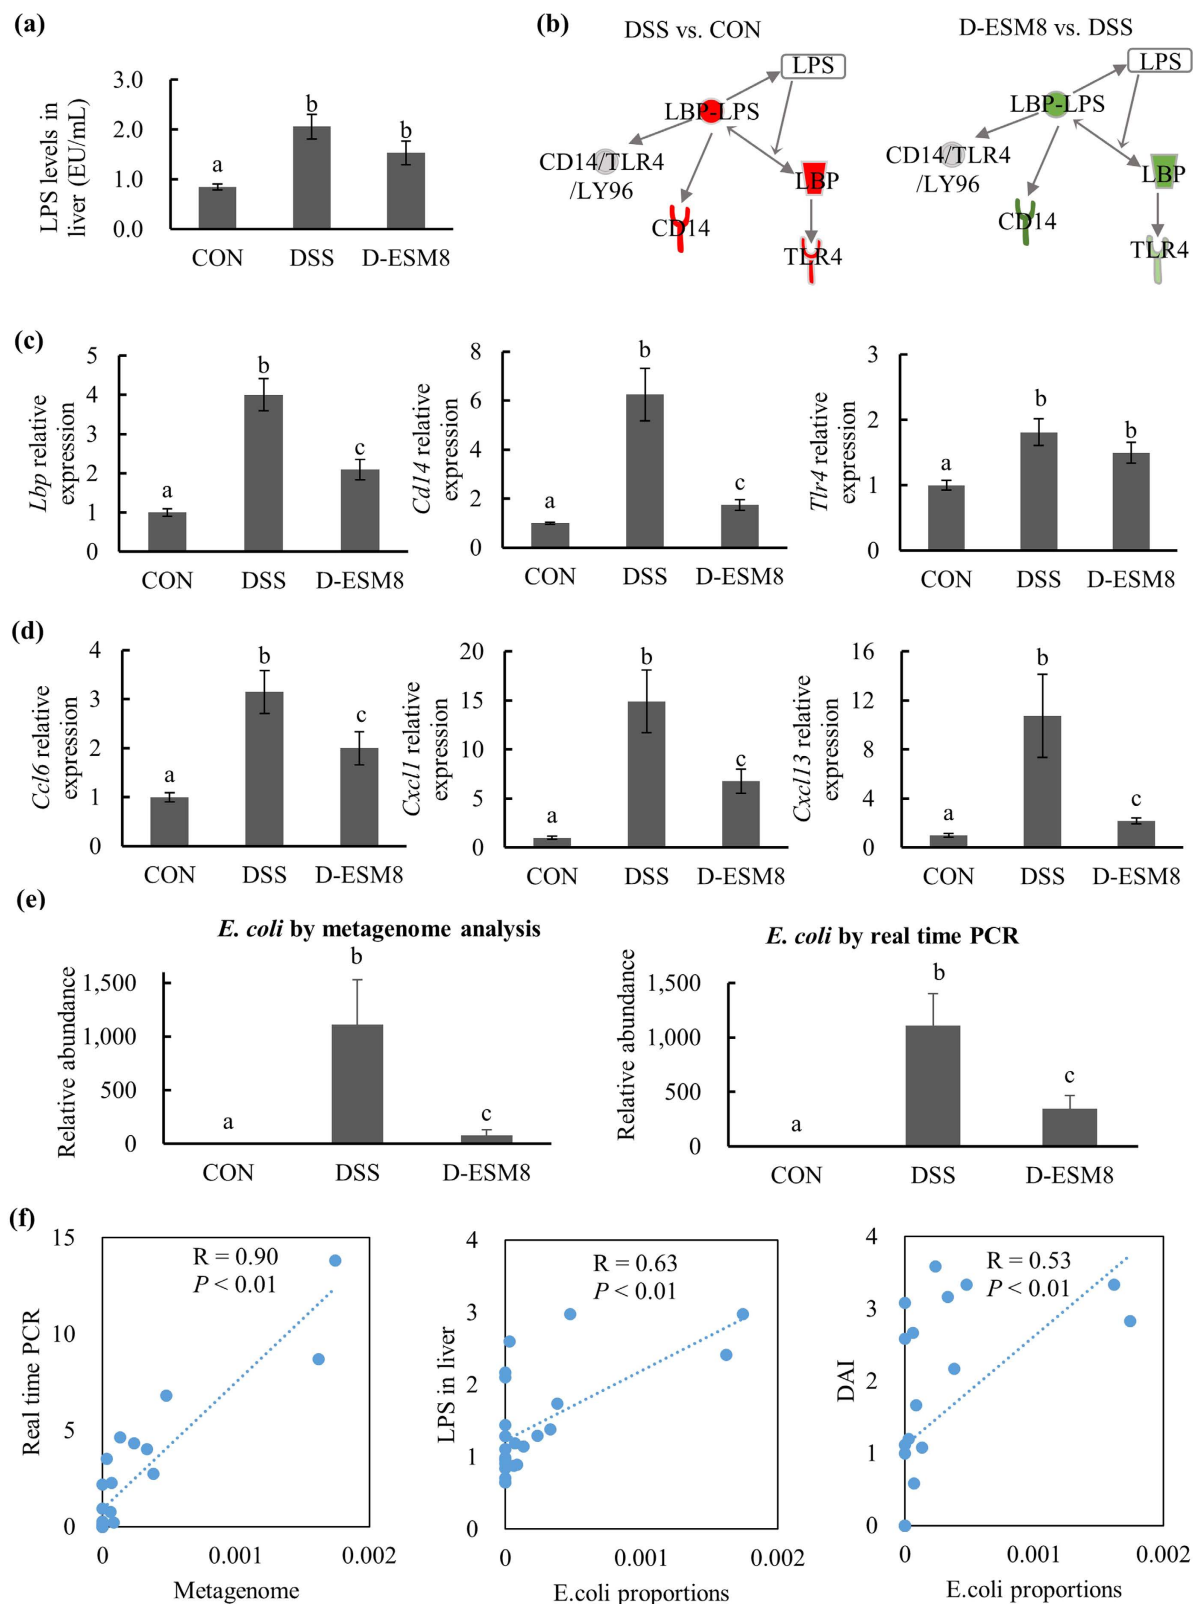 (a)
LPS levels in
liver (EU/mL)
3.0
2.0
1.0
0.0
a
b
b
CON
DSS
D-ESM8
(b)
DSS vs. CON
LPS
LBP-LPS
CD14/TLR4
/LY96
LBP
CD14
TLR4
D-ESM8 vs. DSS
LPS
LBP-LPS
CD14/TLR4
/LY96
LBP
CD14
TLR4
(c)
Lbp relative
expression
5
4
3
2
1
0
a
b
c
CON
DSS
D-ESM8
Cd14 relative
expression
8
6
4
2
0
a
b
c
CON
DSS
D-ESM8
Tlr4 relative
expression
3
2
1
0
a
b
b
CON
DSS
D-ESM8
(d)
Ccl6 relative
expression
4
3
2
1
0
a
b
c
CON
DSS
D-ESM8
Cxcl1 relative
expression
20
15
10
5
0
a
b
c
CON
DSS
D-ESM8
Cxcl13 relative
expression
16
12
8
4
0
a
b
c
CON
DSS
D-ESM8
(e)
E. coli by metagenome analysis
Relative abundance
1,500
1,000
500
0
a
b
c
CON
DSS
D-ESM8
E. coli by real time PCR
Relative abundance
1,500
1,000
500
0
a
b
c
CON
DSS
D-ESM8
(f)
Real time PCR
15
10
5
0
R = 0.90
P < 0.01
0
0.001
0.002
Metagenome
LPS in liver
4
3
2
1
0
R = 0.63
P < 0.01
0
0.001
0.002
E.coli proportions
DAI
4
3
2
1
0
R = 0.53
P < 0.01
0
0.001
0.002
E.coli proportions